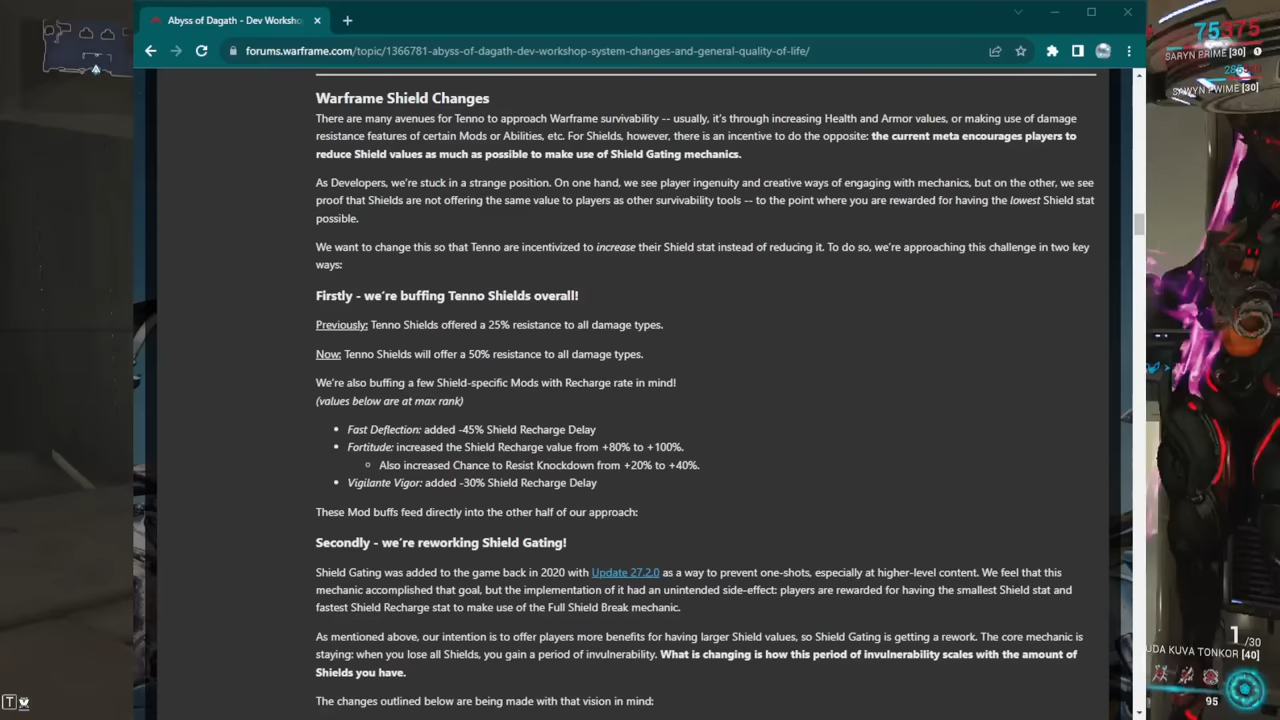 Abyss of Dagath - Dev Worksho
forums.warframe.com/topic/1366781-abyss-of-dagath-dev-workshop-system-changes-and-general-quality-of-life/
SARYN PRIME [30]
SAWYN PWIME [30]
Warframe Shield Changes
There are many avenues for Tenno to approach Warframe survivability -- usually, it's through increasing Health and Armor values, or making use of damage
resistance features of certain Mods or Abilities, etc. For Shields, however, there is an incentive to do the opposite: the current meta encourages players to
reduce Shield values as much as possible to make use of Shield Gating mechanics.
As Developers, we're stuck in a strange position. On one hand, we see player ingenuity and creative ways of engaging with mechanics, but on the other, we see
proof that Shields are not offering the same value to players as other survivability tools -- to the point where you are rewarded for having the lowest Shield stat
possible.
We want to change this so that Tenno are incentivized to increase their Shield stat instead of reducing it. To do so, we're approaching this challenge in two key
ways:
Firstly - we're buffing Tenno Shields overall!
Previously: Tenno Shields offered a 25% resistance to all damage types.
Now: Tenno Shields will offer a 50% resistance to all damage types.
We're also buffing a few Shield-specific Mods with Recharge rate in mind!
(values below are at max rank)
• Fast Deflection: added -45% Shield Recharge Delay
• Fortitude: increased the Shield Recharge value from +80% to +100%.
◦ Also increased Chance to Resist Knockdown from +20% to +40%.
• Vigilante Vigor: added -30% Shield Recharge Delay
These Mod buffs feed directly into the other half of our approach:
Secondly - we're reworking Shield Gating!
Shield Gating was added to the game back in 2020 with Update 27.2.0 as a way to prevent one-shots, especially at higher-level content. We feel that this
mechanic accomplished that goal, but the implementation of it had an unintended side-effect: players are rewarded for having the smallest Shield stat and
fastest Shield Recharge stat to make use of the Full Shield Break mechanic.
As mentioned above, our intention is to offer players more benefits for having larger Shield values, so Shield Gating is getting a rework. The core mechanic is
staying: when you lose all Shields, you gain a period of invulnerability. What is changing is how this period of invulnerability scales with the amount of
Shields you have.
The changes outlined below are being made with that vision in mind:
1/30
UDA KUVA TONKOR [40]
95
T